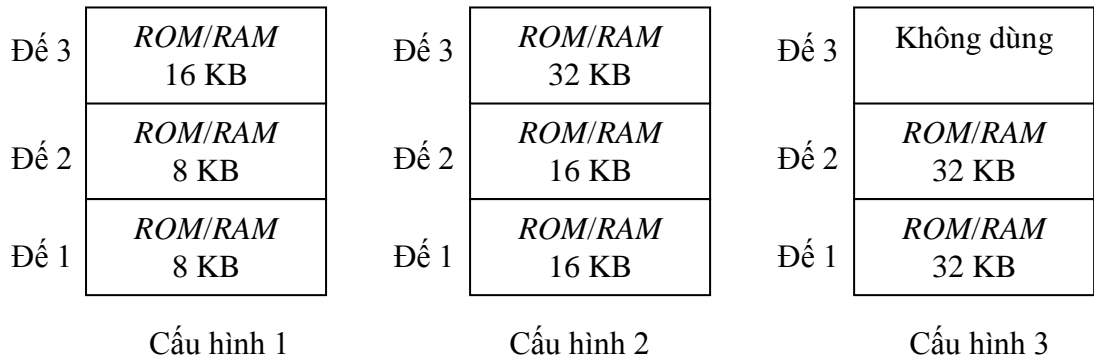 Đế 3
ROM/RAM
16 KB
Đế 2
ROM/RAM
8 KB
Đế 1
ROM/RAM
8 KB
Cấu hình 1
Đế 3
ROM/RAM
32 KB
Đế 2
ROM/RAM
16 KB
Đế 1
ROM/RAM
16 KB
Cấu hình 2
Đế 3
Không dùng
Đế 2
ROM/RAM
32 KB
Đế 1
ROM/RAM
32 KB
Cấu hình 3